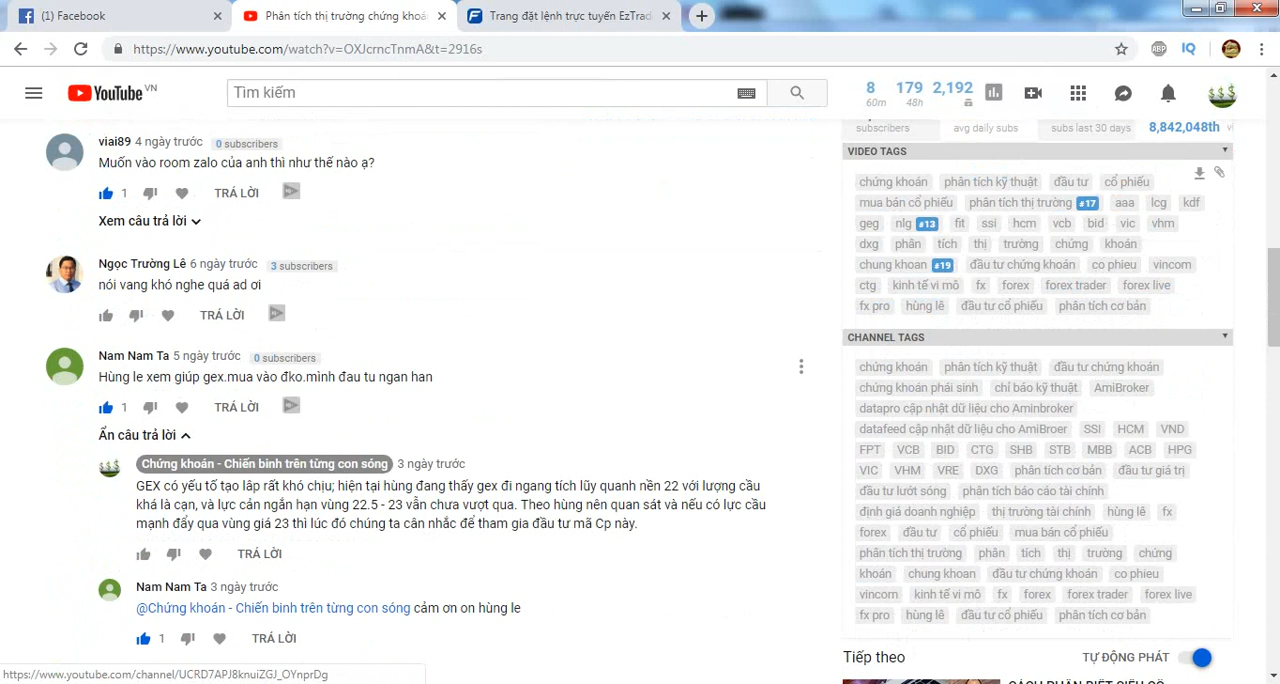 (1) Facebook
Phân tích thị trường chứng khoá
Trang đặt lệnh trực tuyến EzTrad
https://www.youtube.com/watch?v=OXJcrncTnmA&t=2916s
ABP
IQ
YouTube VN
Tìm kiếm
8 179 2,192
60m 48h
viai89 4 ngày trước 0 subscribers
Muốn vào room zalo của anh thì như thế nào ạ?
1 TRẢ LỜI
Xem câu trả lời
Ngọc Trường Lê 6 ngày trước 3 subscribers
nói vang khó nghe quá ad ơi
TRẢ LỜI
Nam Nam Ta 5 ngày trước 0 subscribers
Hùng le xem giúp gex.mua vào đko.mình đau tu ngan han
1 TRẢ LỜI
Ẩn câu trả lời
Chứng khoán - Chiến binh trên từng con sóng 3 ngày trước
GEX có yếu tố tạo lập rất khó chịu; hiện tại hùng đang thấy gex đi ngang tích lũy quanh nền 22 với lượng cầu
khá là cạn, và lực cản ngắn hạn vùng 22.5 - 23 vẫn chưa vượt qua. Theo hùng nên quan sát và nếu có lực cầu
mạnh đẩy qua vùng giá 23 thì lúc đó chúng ta cân nhắc để tham gia đầu tư mã Cp này.
TRẢ LỜI
Nam Nam Ta 3 ngày trước
@Chứng khoán - Chiến binh trên từng con sóng cảm ơn on hùng le
1 TRẢ LỜI
https://www.youtube.com/channel/UCRD7APJ8knuiZGJ_OYnprDg
subscribers avg daily subs subs last 30 days 8,842,048th
VIDEO TAGS
chứng khoán phân tích kỹ thuật đầu tư cổ phiếu
mua bán cổ phiếu phân tích thị trường #17 aaa lcg kdf
geg nlg #13 fit ssi hcm vcb bid vic vhm
dxg phân tích thị trường chứng khoán
chung khoan #19 đầu tư chứng khoán co phieu vincom
ctg kinh tế vi mô fx forex forex trader forex live
fx pro hùng lê đầu tư cổ phiếu phân tích cơ bản
CHANNEL TAGS
chứng khoán phân tích kỹ thuật đầu tư chứng khoán
chứng khoán phái sinh chỉ báo kỹ thuật AmiBroker
datapro cập nhật dữ liệu cho Aminbroker
datafeed cập nhật dữ liệu cho AmiBroer SSI HCM VND
FPT VCB BID CTG SHB STB MBB ACB HPG
VIC VHM VRE DXG phân tích cơ bản đầu tư giá trị
đầu tư lướt sóng phân tích báo cáo tài chính
định giá doanh nghiệp thị trường tài chính hùng lê fx
forex đầu tư cổ phiếu mua bán cổ phiếu
phân tích thị trường phân tích thị trường chứng
khoán chung khoan đầu tư chứng khoán co phieu
vincom kinh tế vi mô fx forex forex trader forex live
fx pro hùng lê đầu tư cổ phiếu phân tích cơ bản
Tiếp theo TỰ ĐỘNG PHÁT